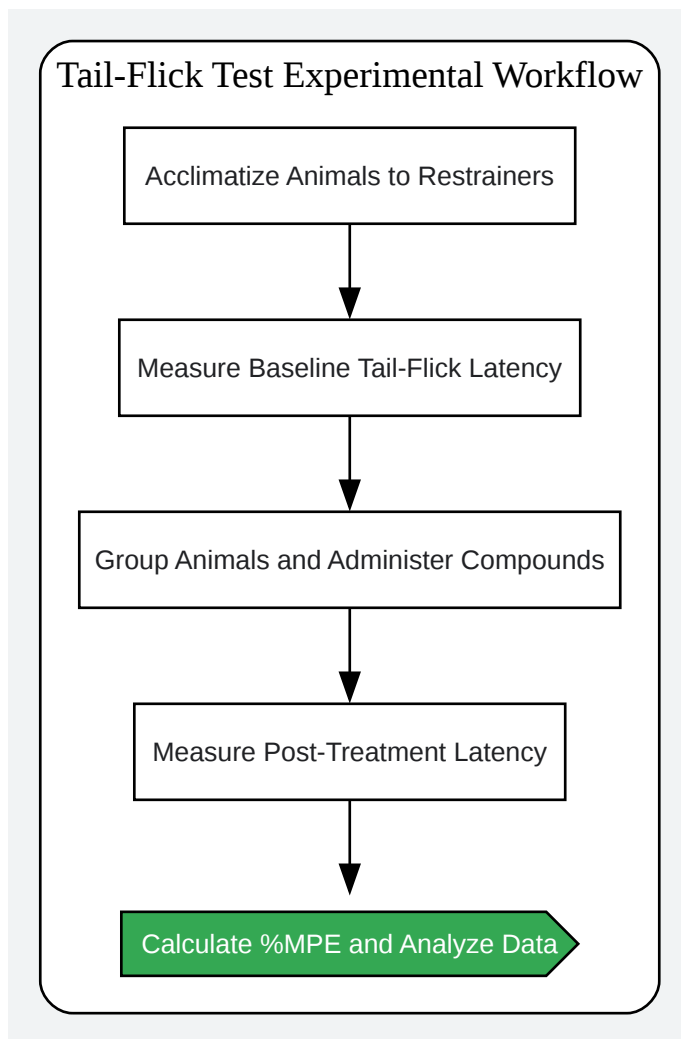 Tail-Flick Test Experimental Workflow
Acclimatize Animals to Restrainers
Measure Baseline Tail-Flick Latency
Group Animals and Administer Compounds
Measure Post-Treatment Latency
Calculate %MPE and Analyze Data